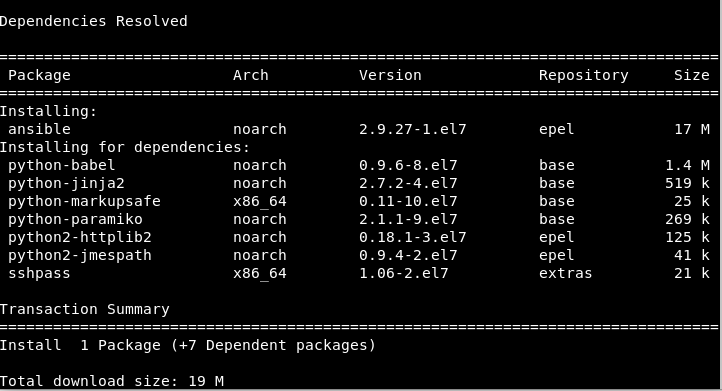 Dependencies Resolved
================================================================================
 Package                  Arch          Version             Repository     Size
================================================================================
Installing:
 ansible                  noarch        2.9.27-1.el7        epel           17 M
Installing for dependencies:
 python-babel             noarch        0.9.6-8.el7         base          1.4 M
 python-jinja2            noarch        2.7.2-4.el7         base          519 k
 python-markupsafe        x86_64        0.11-10.el7         base           25 k
 python-paramiko          noarch        2.1.1-9.el7         base          269 k
 python2-httplib2         noarch        0.18.1-3.el7        epel          125 k
 python2-jmespath         noarch        0.9.4-2.el7         epel           41 k
 sshpass                  x86_64        1.06-2.el7          extras         21 k
Transaction Summary
================================================================================
Install  1 Package (+7 Dependent packages)
Total download size: 19 M